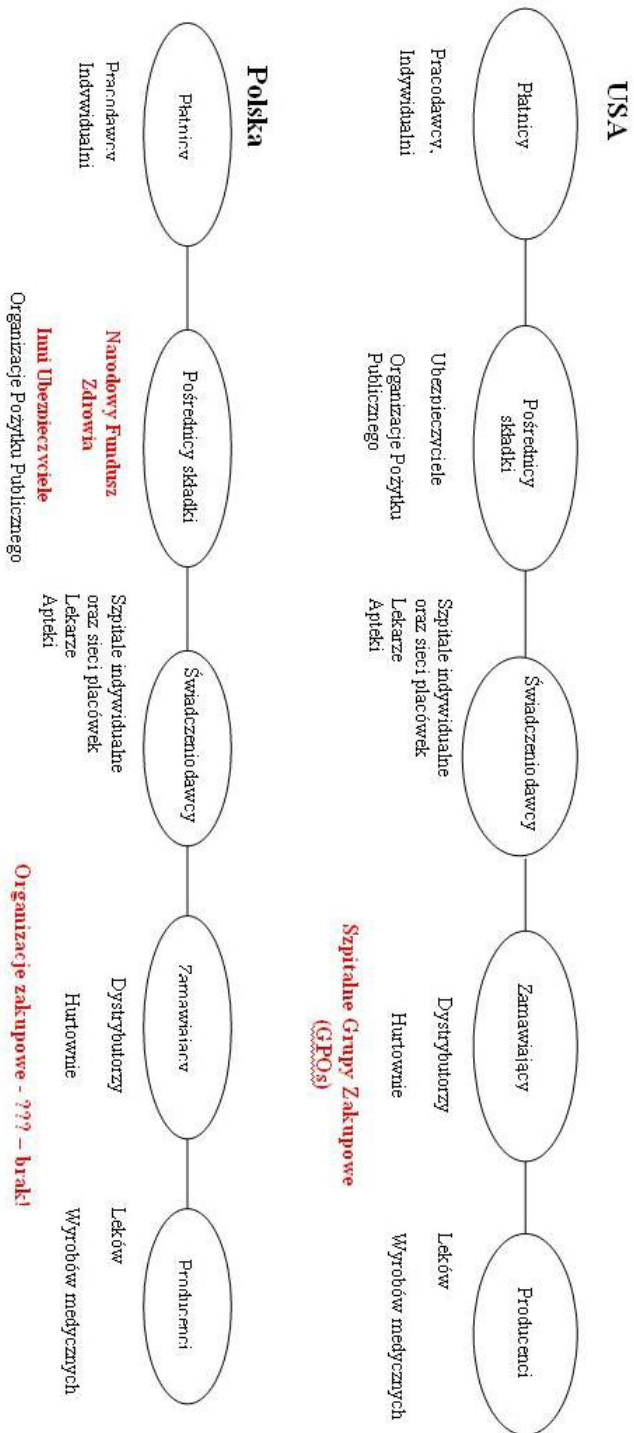 USA
Płatnicy
Pośrednicy
składki
Świadczeniodawcy
Zamawiający
Producenci
Pracodawcy,
Indywidualni
Ubezpieczyciele
Organizacje Pożytku
Publicznego
Szpitale indywidualne
oraz sieci placówek
Lekarze
Apteki
Dystrybutorzy
Hurtownie
Szpitalne Grupy Zakupowe
(GPOs)
Leków
Wyrobów medycznych
Polska
Płatnicy
Pośrednicy składki
Świadczeniodawcy
Zamawiający
Producenci
Pracodawcy
Indywidualni
Narodowy Fundusz
Zdrowia
Inni Ubezpieczyciele
Organizacje Pożytku Publicznego
Szpitale indywidualne
oraz sieci placówek
Lekarze
Apteki
Dystrybutorzy
Hurtownie
Organizacje zakupowe - ??? – brak!
Leków
Wyrobów medycznych